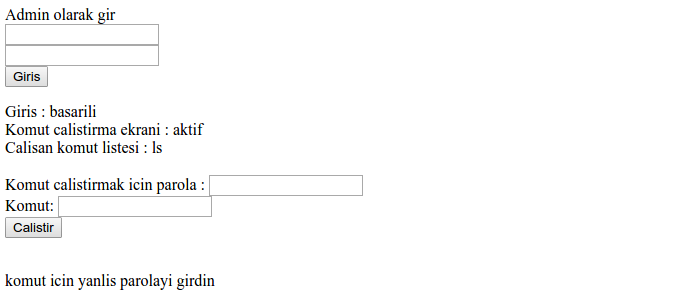 Admin olarak gir
Giris
Giris : basarili
Komut calistirma ekrani : aktif
Calisan komut listesi : ls
Komut calistirmak icin parola :
Komut:
Calistir
komut icin yanlis parolayi girdin